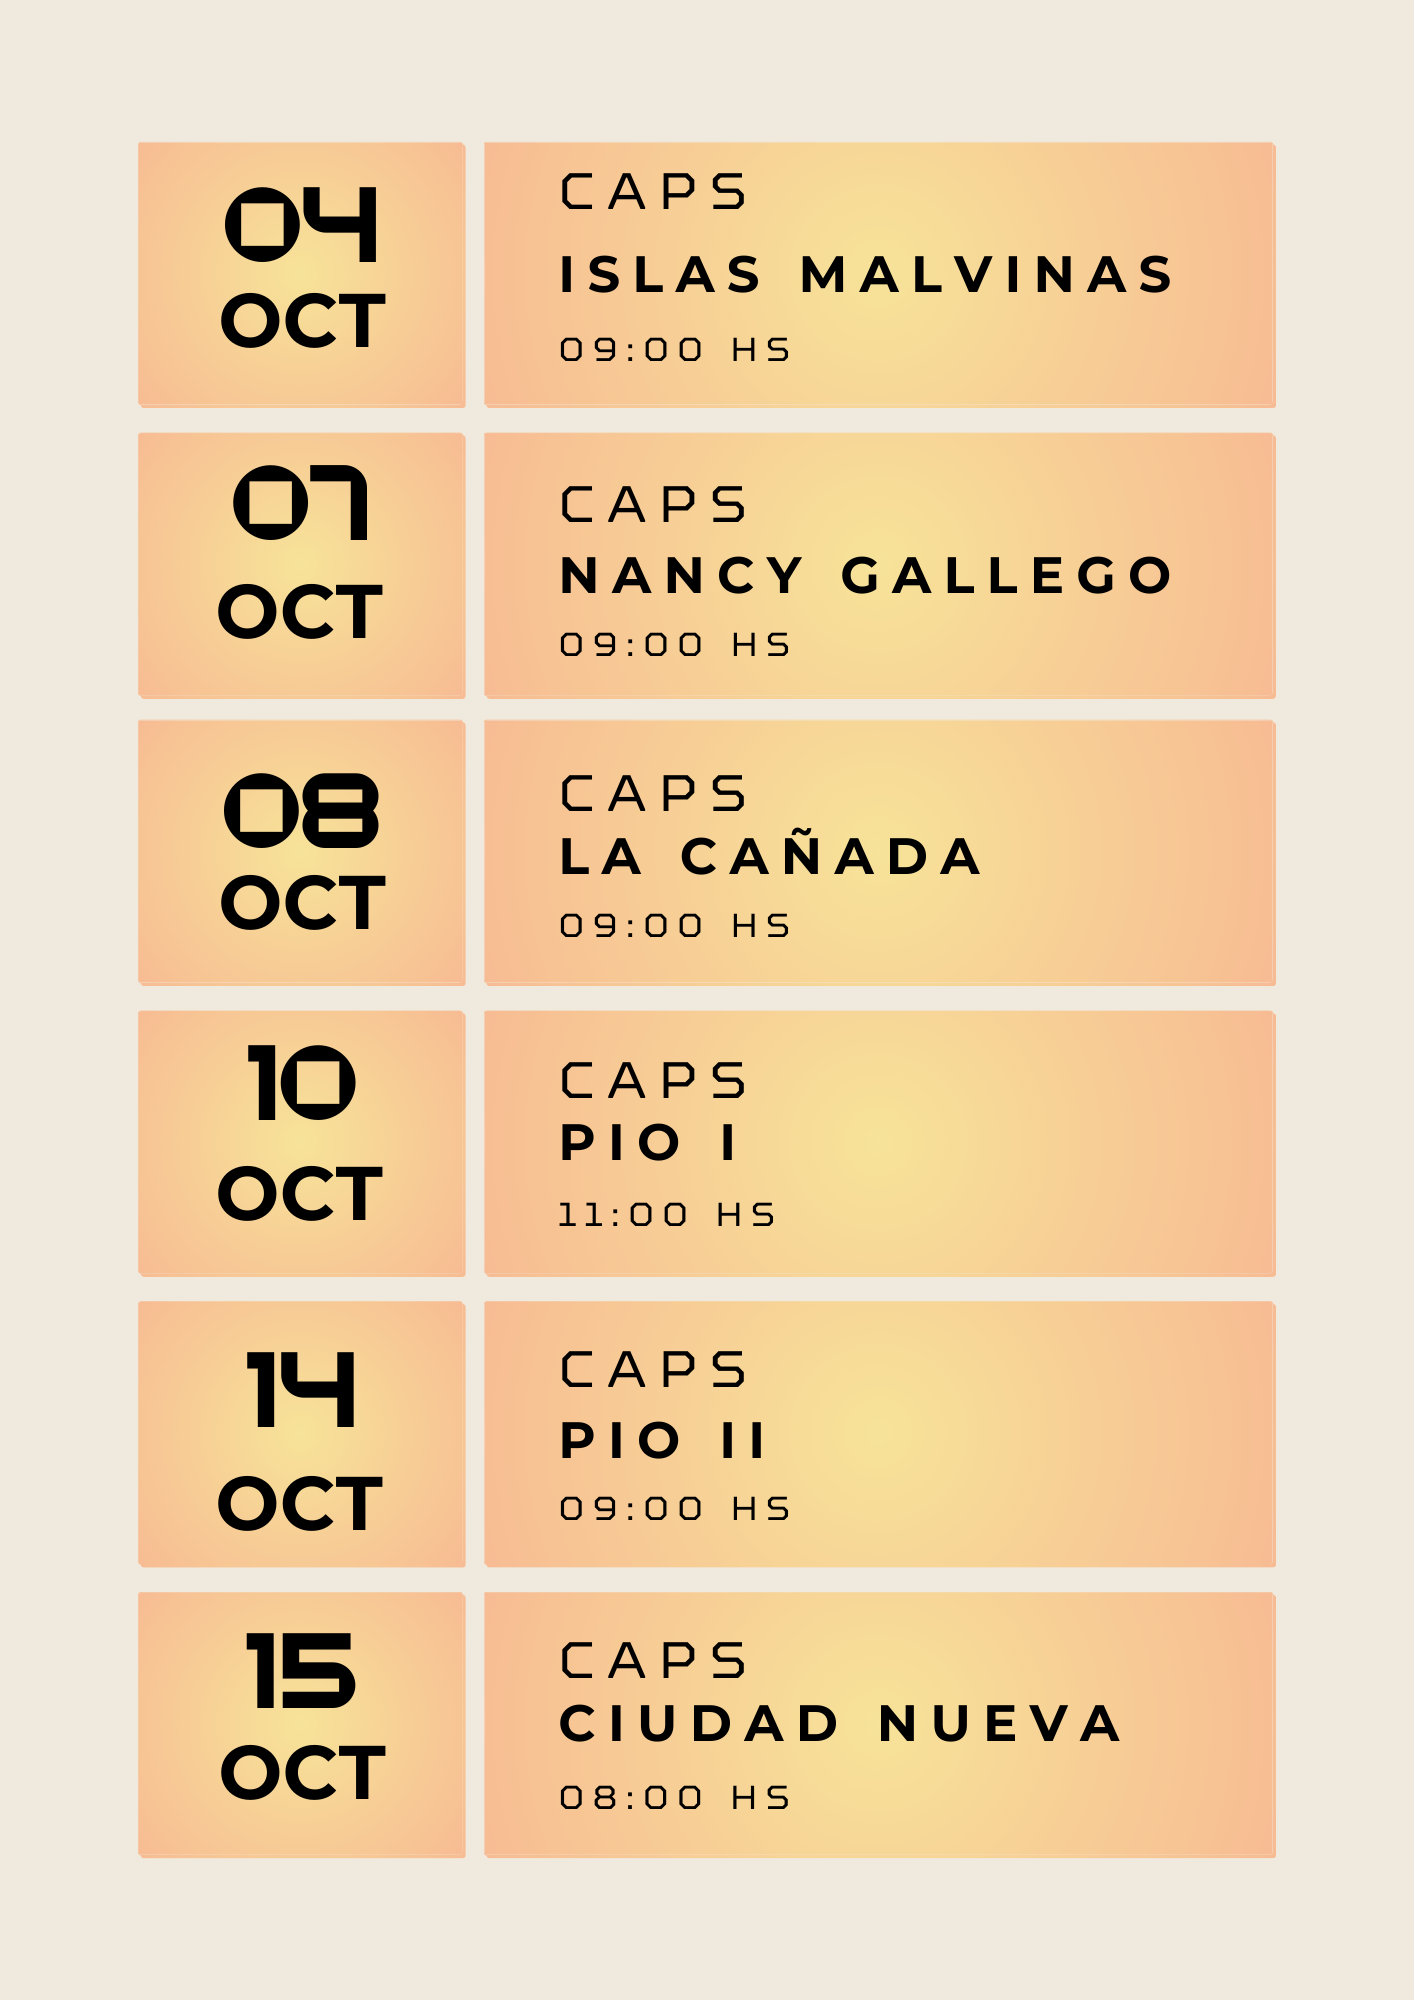 04
OCT
CAPS
ISLAS MALVINAS
09:00 HS
07
OCT
CAPS
NANCY GALLEGO
09:00 HS
08
OCT
CAPS
LA CAÑADA
09:00 HS
10
OCT
CAPS
PIO I
11:00 HS
14
OCT
CAPS
PIO II
09:00 HS
15
OCT
CAPS
CIUDAD NUEVA
08:00 HS